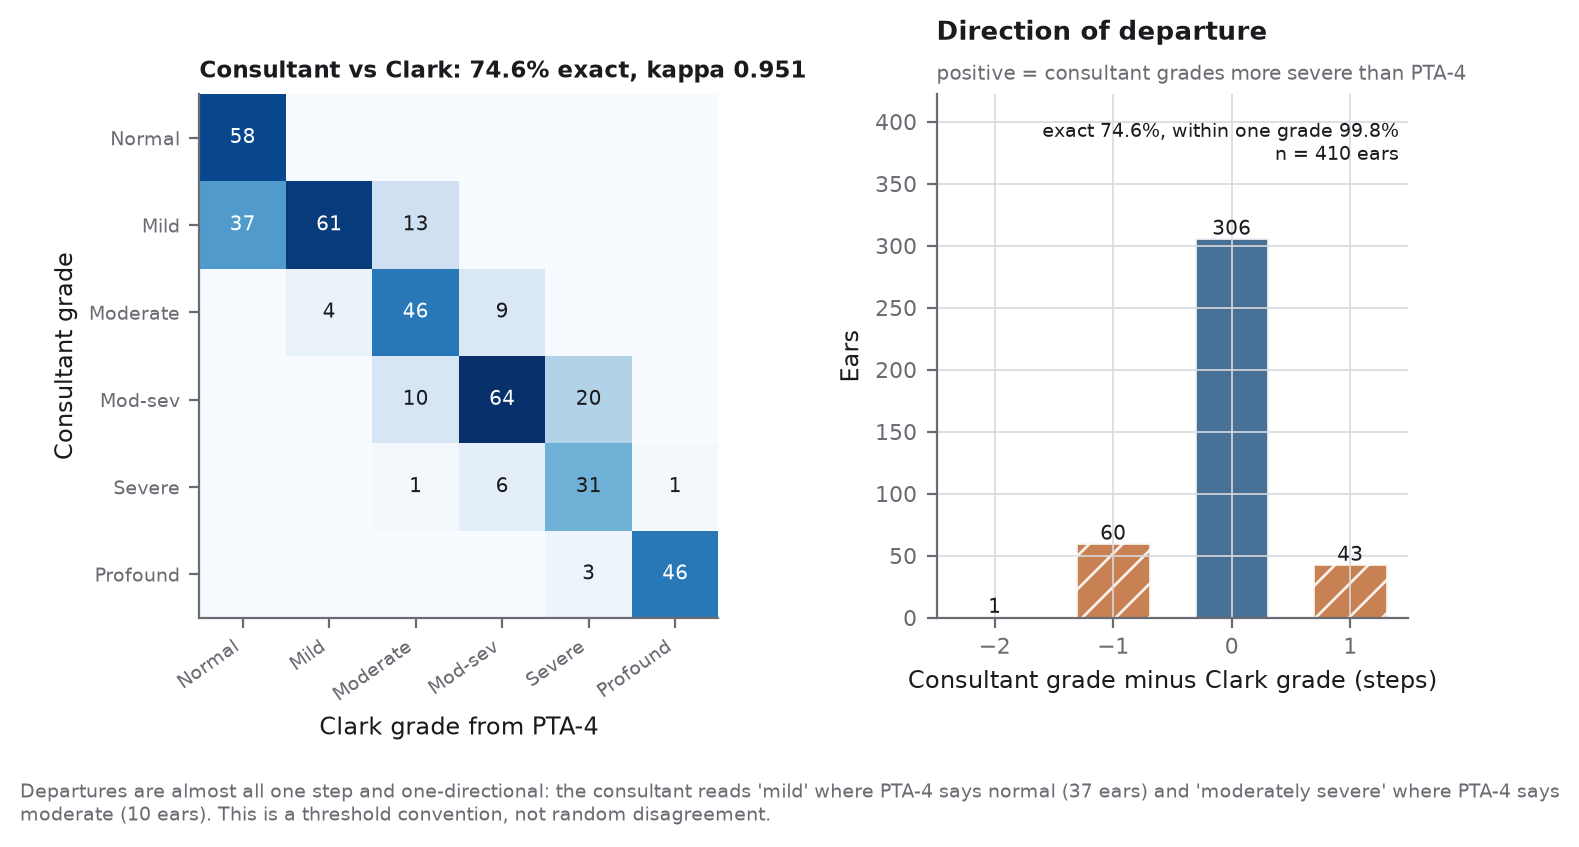 Consultant vs Clark: 74.6% exact, kappa 0.951
Consultant grade
Normal
58
Mild
37 61 13
Moderate
4 46 9
Mod-sev
10 64 20
Severe
1 6 31 1
Profound
3 46
Normal Mild Moderate Mod-sev Severe Profound
Clark grade from PTA-4
Direction of departure
positive = consultant grades more severe than PTA-4
exact 74.6%, within one grade 99.8%
n = 410 ears
Ears
400
350
300
250
200
150
100
50
0
1 60 306 43
−2 −1 0 1
Consultant grade minus Clark grade (steps)
Departures are almost all one step and one-directional: the consultant reads 'mild' where PTA-4 says normal (37 ears) and 'moderately severe' where PTA-4 says
moderate (10 ears). This is a threshold convention, not random disagreement.